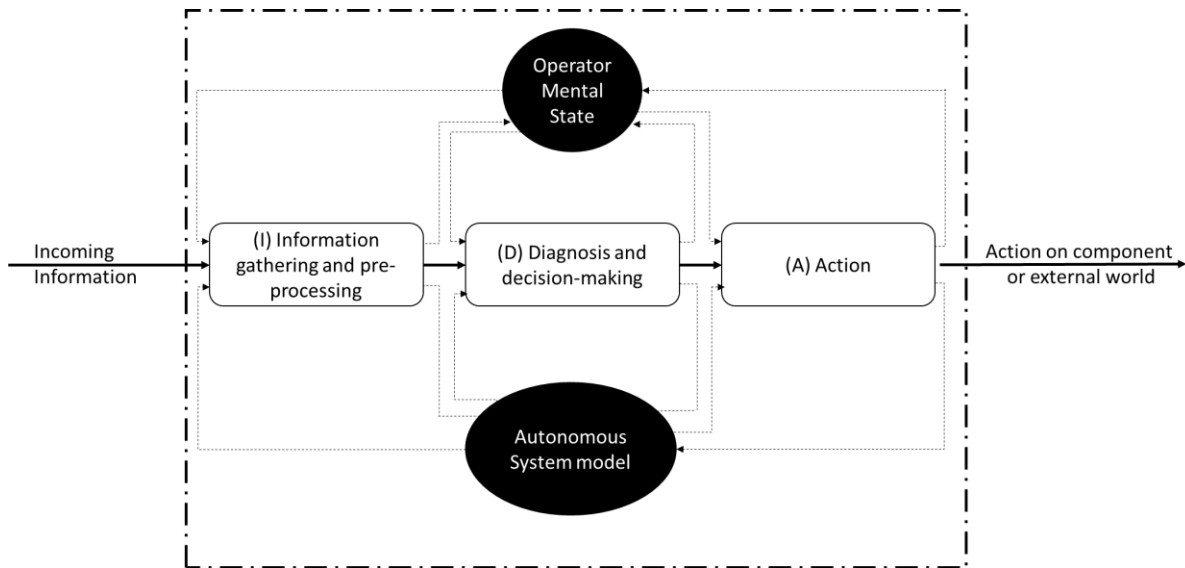 Operator
Mental
State
Incoming
Information
(I) Information
gathering and pre-
processing
(D) Diagnosis and
decision-making
(A) Action
Action on component
or external world
Autonomous
System model